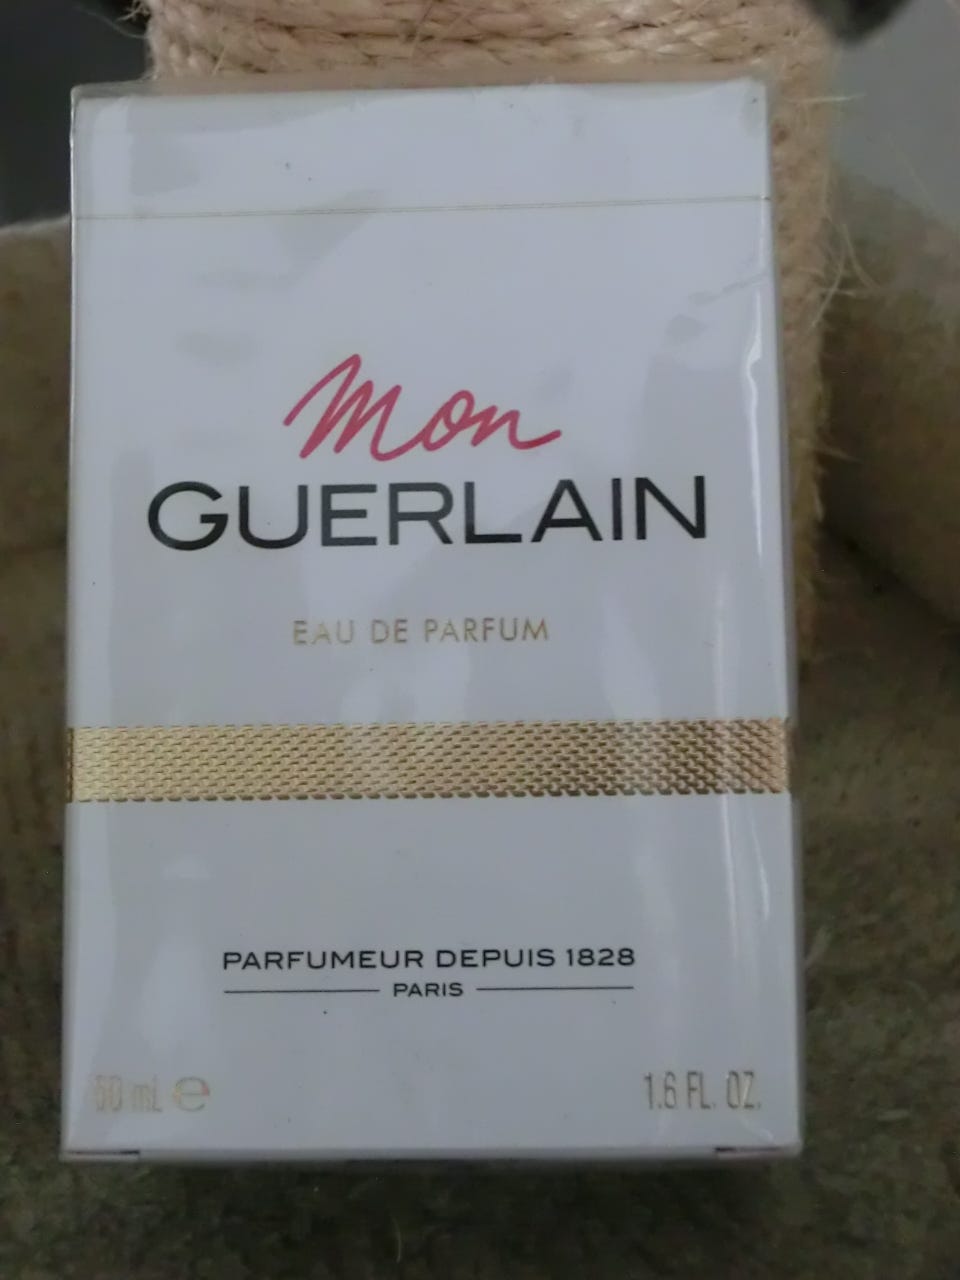 Mon
GUERLAIN
EAU DE PARFUM
PARFUMEUR DEPUIS 1828
PARIS
50 mL ℮
1.6 FL. OZ.